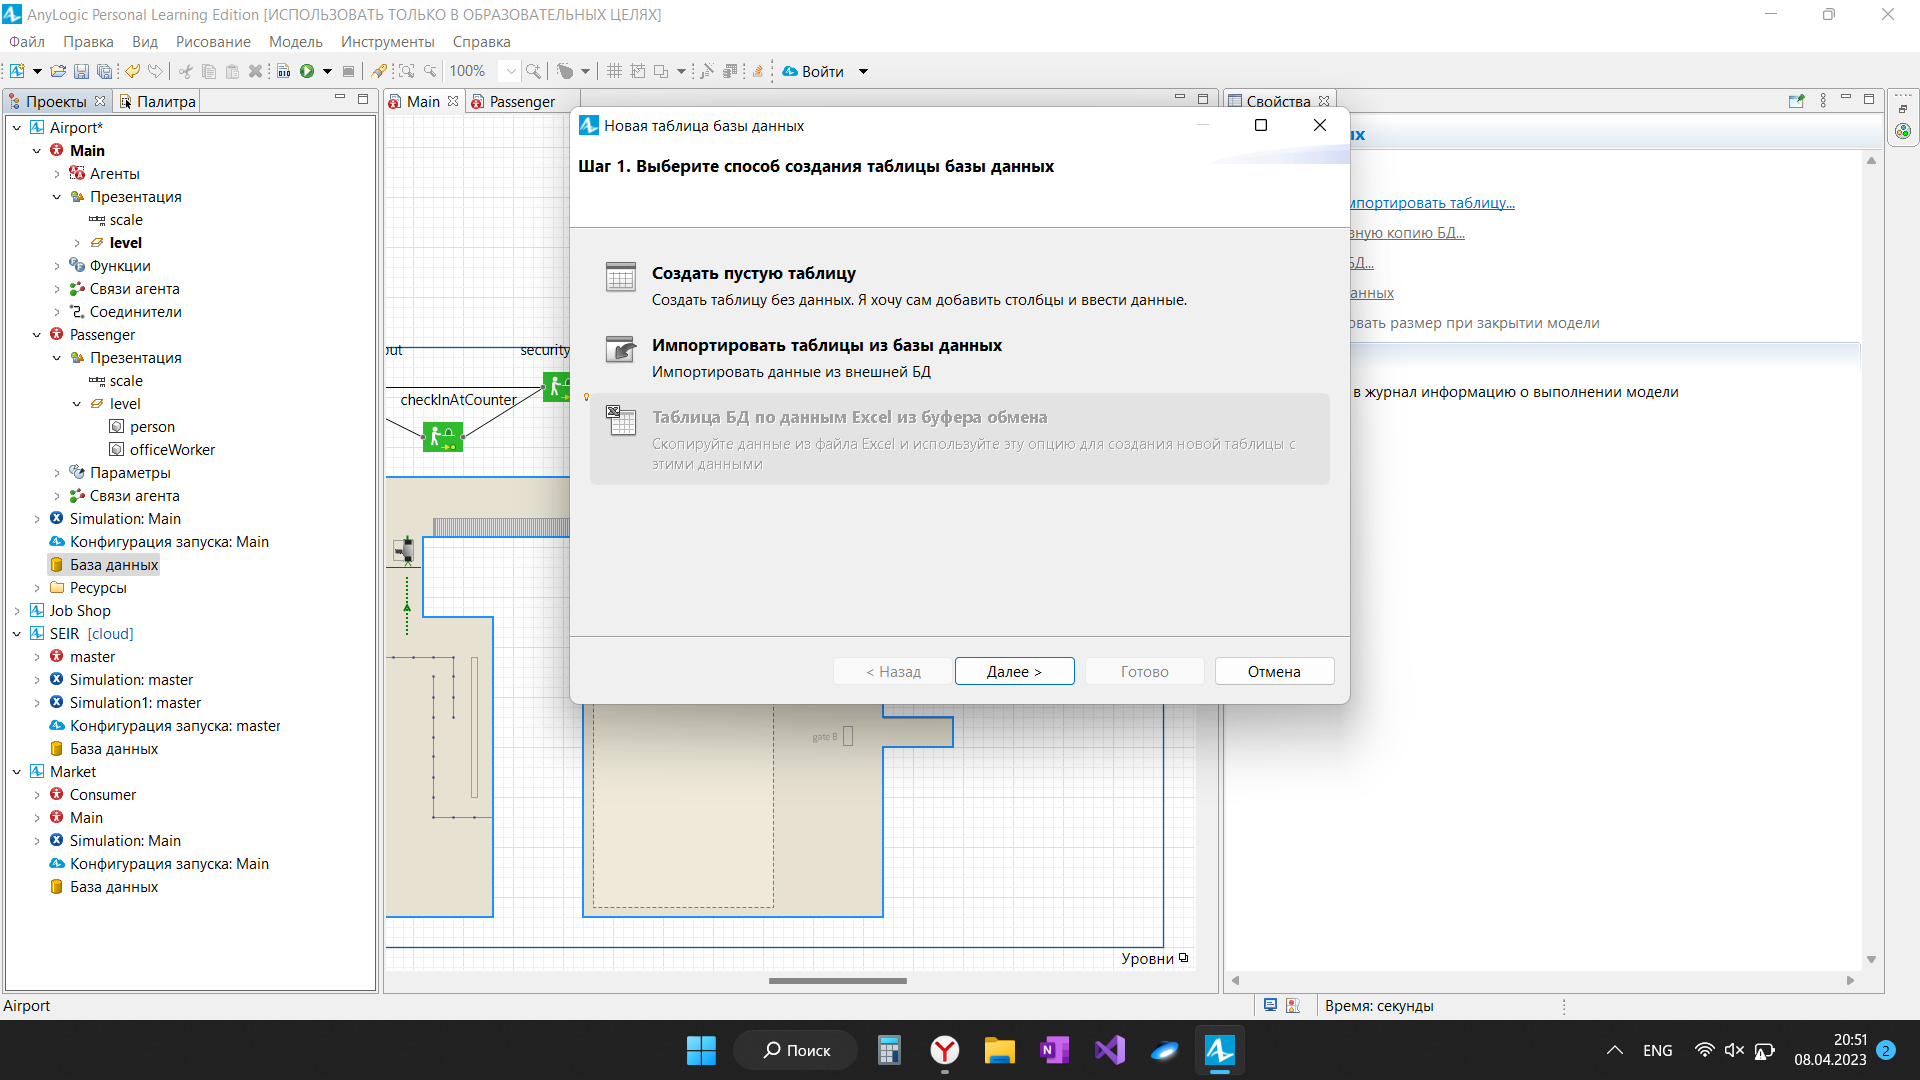 AnyLogic Personal Learning Edition [ИСПОЛЬЗОВАТЬ ТОЛЬКО В ОБРАЗОВАТЕЛЬНЫХ ЦЕЛЯХ]
Файл Правка Вид Рисование Модель Инструменты Справка
100% Войти
Проекты Палитра
Main Passenger
Свойства
Airport*
Main
Агенты
Презентация
scale
level
Функции
Связи агента
Соединители
Passenger
Презентация
scale
level
person
officeWorker
Параметры
Связи агента
Simulation: Main
Конфигурация запуска: Main
База данных
Ресурсы
Job Shop
SEIR [cloud]
master
Simulation: master
Simulation1: master
Конфигурация запуска: master
База данных
Market
Consumer
Main
Simulation: Main
Конфигурация запуска: Main
База данных
out
security
checkInAtCounter
gate B
Уровни
Новая таблица базы данных
Шаг 1. Выберите способ создания таблицы базы данных
Создать пустую таблицу
Создать таблицу без данных. Я хочу сам добавить столбцы и ввести данные.
Импортировать таблицы из базы данных
Импортировать данные из внешней БД
Таблица БД по данным Excel из буфера обмена
Скопируйте данные из файла Excel и используйте эту опцию для создания новой таблицы с
этими данными
< Назад Далее > Готово Отмена
ых
мпортировать таблицу...
вную копию БД...
БД...
анных
овать размер при закрытии модели
в журнал информацию о выполнении модели
Airport
Время: секунды
Поиск
ENG
20:51
08.04.2023
2